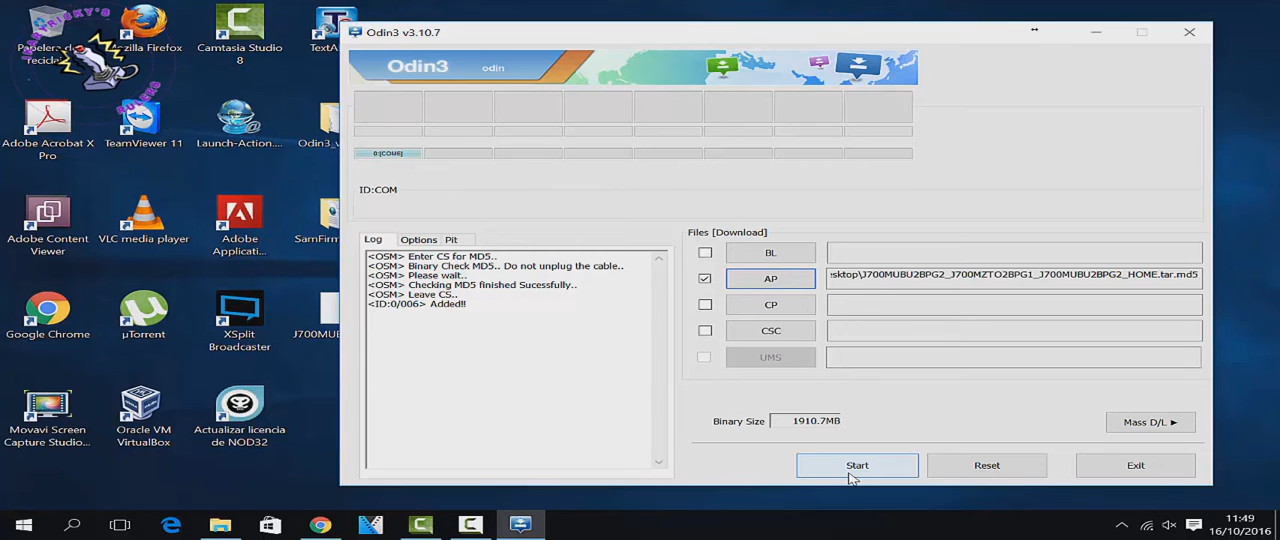 Papelera de reciclaje
Mozilla Firefox
Camtasia Studio 8
TextA
IVAN TRISKY'S
RULERS
Adobe Acrobat X Pro
TeamViewer 11
Launch-Action....
Odin3_v
Adobe Content Viewer
VLC media player
Adobe Applicati...
SamFirm
Google Chrome
µTorrent
XSplit Broadcaster
J700MUB
Movavi Screen Capture Studio...
Oracle VM VirtualBox
Actualizar licencia de NOD32
Odin3 v3.10.7
Odin3
odin
0:[COM6]
ID:COM
Log
Options
Pit
<OSM> Enter CS for MD5..
<OSM> Binary Check MD5.. Do not unplug the cable..
<OSM> Please wait..
<OSM> Checking MD5 finished Sucessfully..
<OSM> Leave CS..
<ID:0/006> Added!!
Files [Download]
BL
AP
:sktop\J700MUBU2BPG2_J700MZTO2BPG1_J700MUBU2BPG2_HOME.tar.md5
CP
CSC
UMS
Binary Size
1910.7MB
Mass D/L ►
Start
Reset
Exit
11:49
16/10/2016